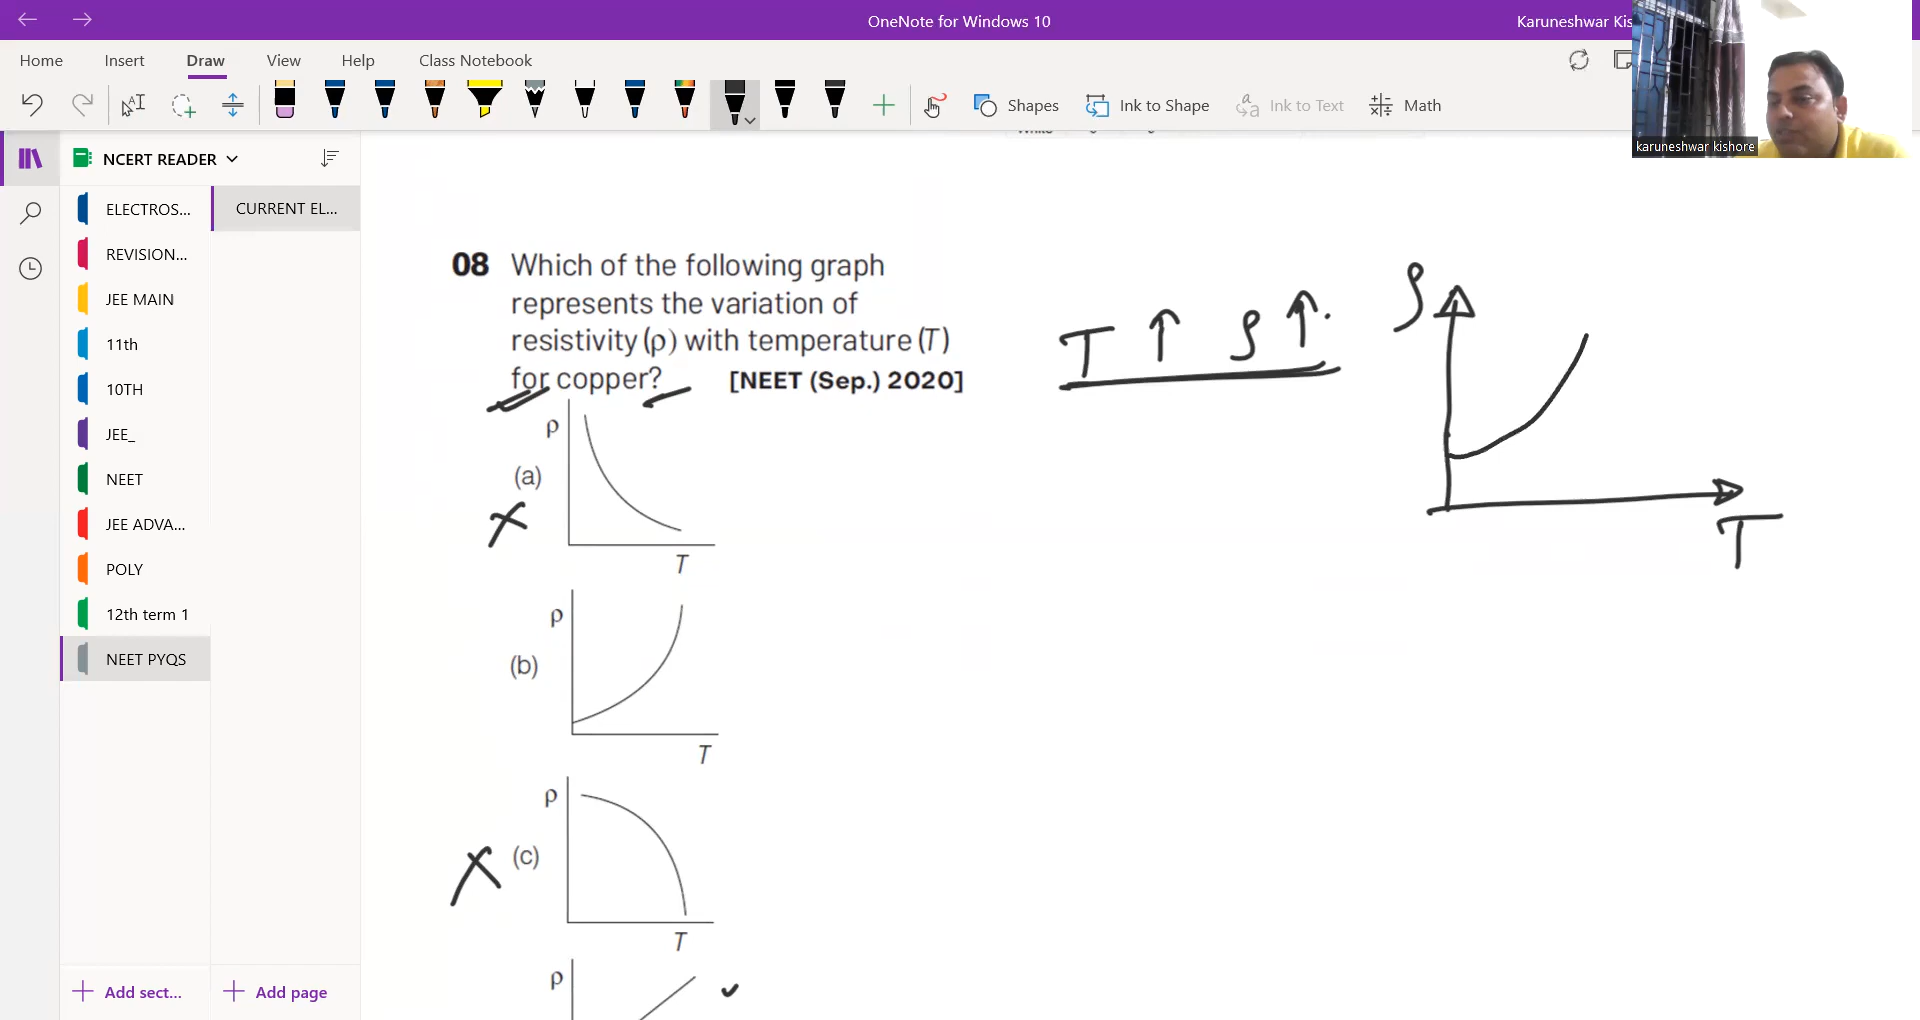 OneNote for Windows 10
Karuneshwar Kis
Home Insert Draw View Help Class Notebook
Shapes Ink to Shape Ink to Text Math
karuneshwar kishore
NCERT READER
ELECTROS...
REVISION...
JEE MAIN
11th
10TH
JEE_
NEET
JEE ADVA...
POLY
12th term 1
NEET PYQS
Add sect...
CURRENT EL...
Add page
08 Which of the following graph
represents the variation of
resistivity (ρ) with temperature (T)
for copper? [NEET (Sep.) 2020]
ρ
(a)
T
ρ
(b)
T
ρ
(c)
T
ρ
T ↑ ρ ↑
ρ
T